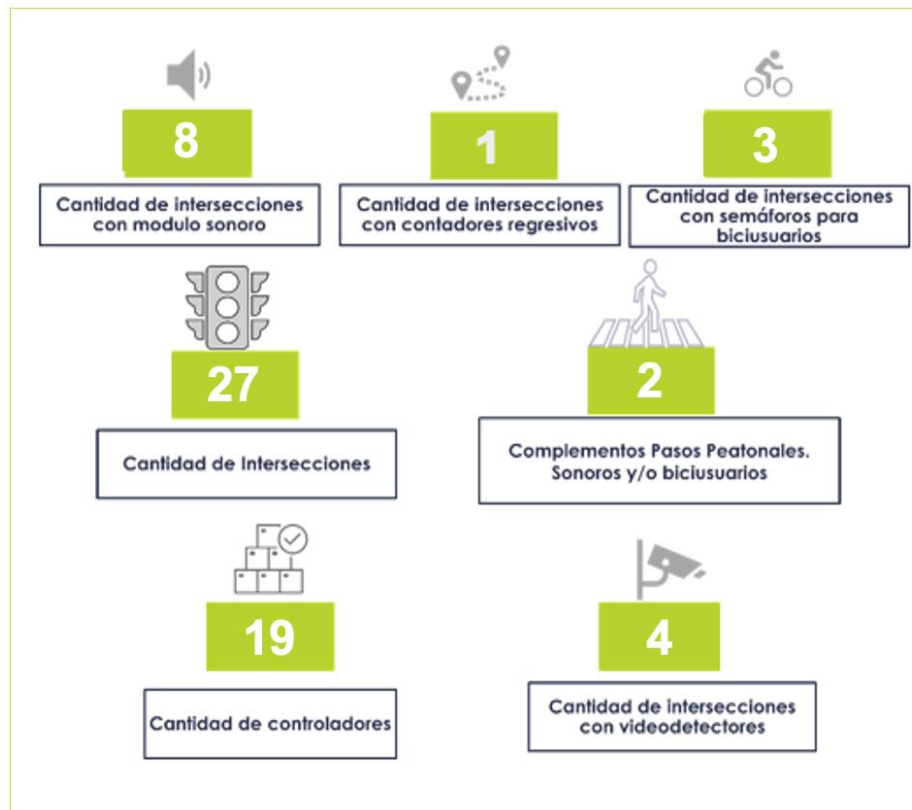 8
Cantidad de intersecciones
con modulo sonoro
1
Cantidad de intersecciones
con contadores regresivos
3
Cantidad de intersecciones
con semáforos para
biciusuarios
27
Cantidad de Intersecciones
2
Complementos Pasos Peatonales.
Sonoros y/o biciusuarios
19
Cantidad de controladores
4
Cantidad de intersecciones
con videodetectores